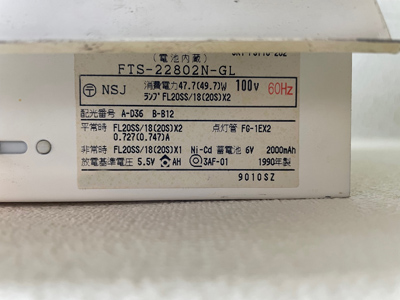 (電池内蔵)
FTS-22802N-GL
NSJ 消費電力47.7(49.7)W 100V 60Hz
ランプ FL20SS/18(20S)X2
配光番号 A-D36 B-B12
平常時 FL20SS/18(20S)X2 点灯管 FG-1EX2
0.727(0.747)A
非常時 FL20SS/18(20S)X1 Ni-Cd 蓄電池 6V 2000mAh
放電基準電圧 5.5V AH 3AF-01 1990年製
9010SZ